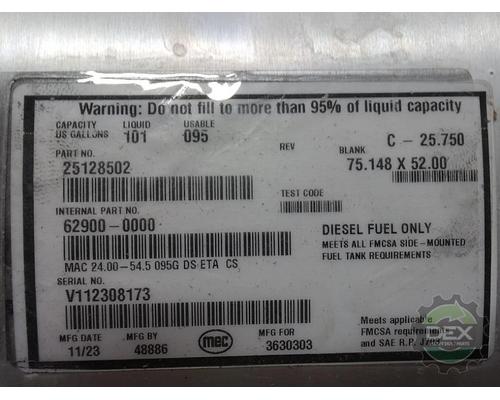 Warning: Do not fill to more than 95% of liquid capacity
CAPACITY LIQUID USABLE
US GALLONS 101 095
REV C - 25.750
PART NO. BLANK
25128502 75.148 X 52.00
TEST CODE
INTERNAL PART NO.
62900-0000
DIESEL FUEL ONLY
MEETS ALL FMCSA SIDE-MOUNTED
FUEL TANK REQUIREMENTS
MAC 24.00-54.5 095G DS ETA CS
SERIAL NO.
V112308173
MFG DATE MFG BY mec MFG FOR
11/23 48886 3630303
Meets applicable
FMCSA requirements
and SAE R.P. J703